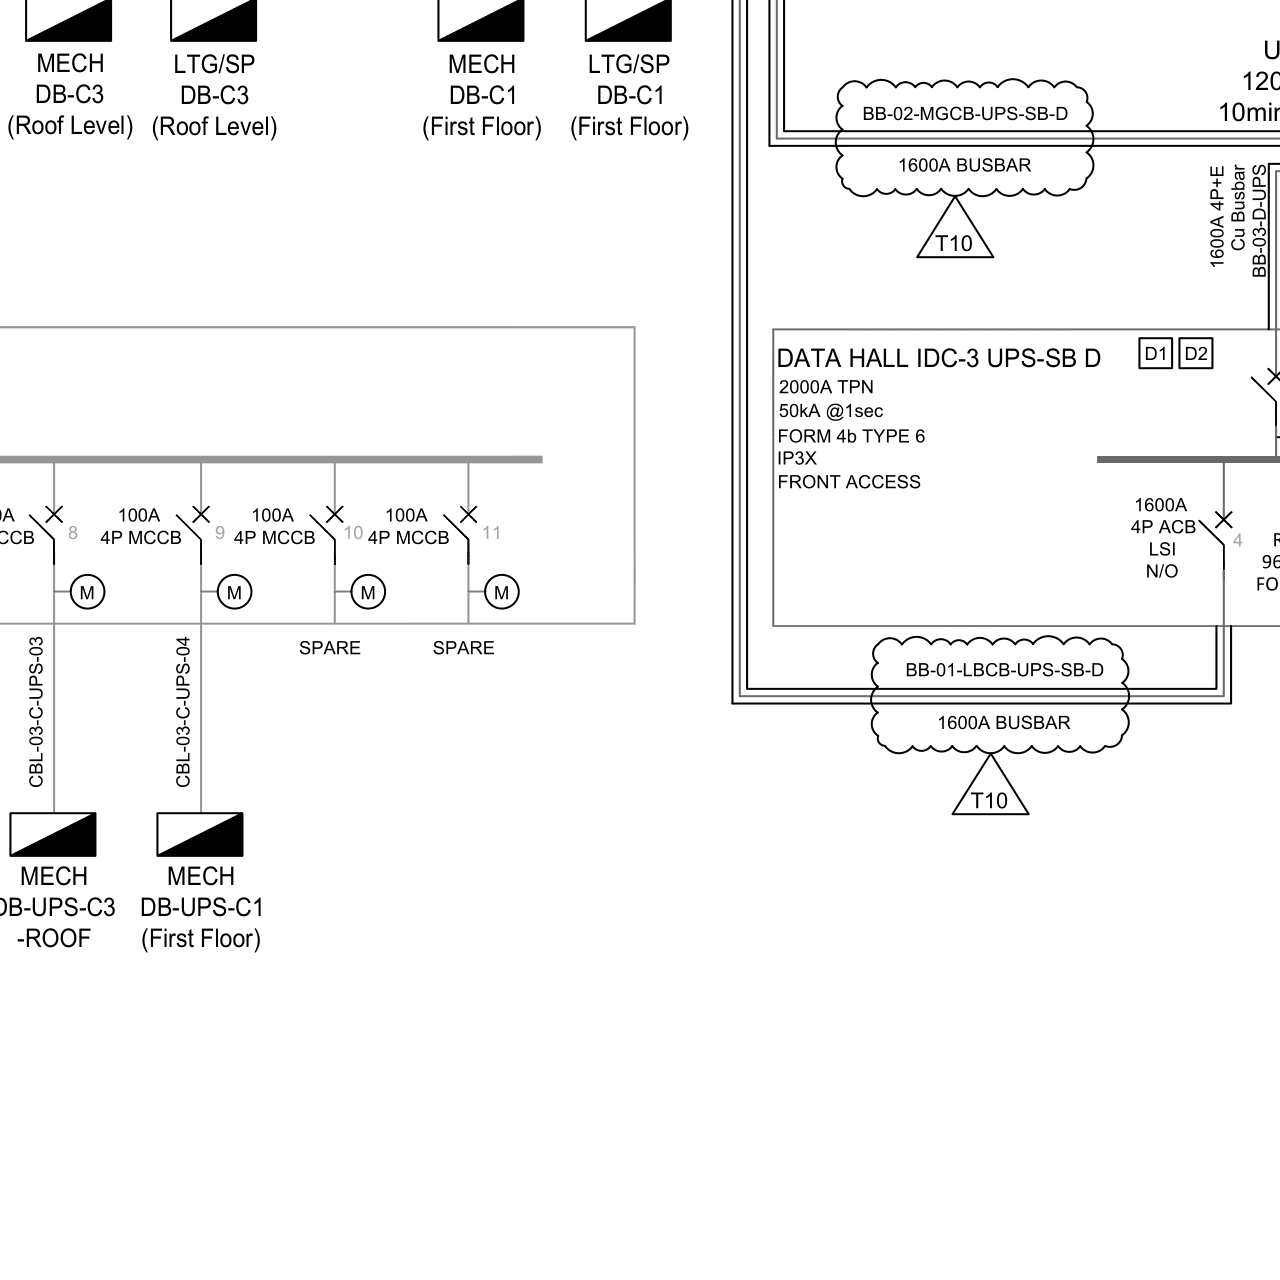 MECH
DB-C3
(Roof Level)
LTG/SP
DB-C3
(Roof Level)
MECH
DB-C1
(First Floor)
LTG/SP
DB-C1
(First Floor)
BB-02-MGCB-UPS-SB-D
1600A BUSBAR
T10
120
10min
1600A 4P+E
Cu Busbar
BB-03-D-UPS
DATA HALL IDC-3 UPS-SB D
D1
D2
2000A TPN
50kA @1sec
FORM 4b TYPE 6
IP3X
FRONT ACCESS
1600A
4P ACB
LSI
N/O
4
8
100A
4P MCCB
9
100A
4P MCCB
10
100A
4P MCCB
11
M
M
M
M
CBL-03-C-UPS-03
CBL-03-C-UPS-04
SPARE
SPARE
BB-01-LBCB-UPS-SB-D
1600A BUSBAR
T10
MECH
DB-UPS-C3
-ROOF
MECH
DB-UPS-C1
(First Floor)